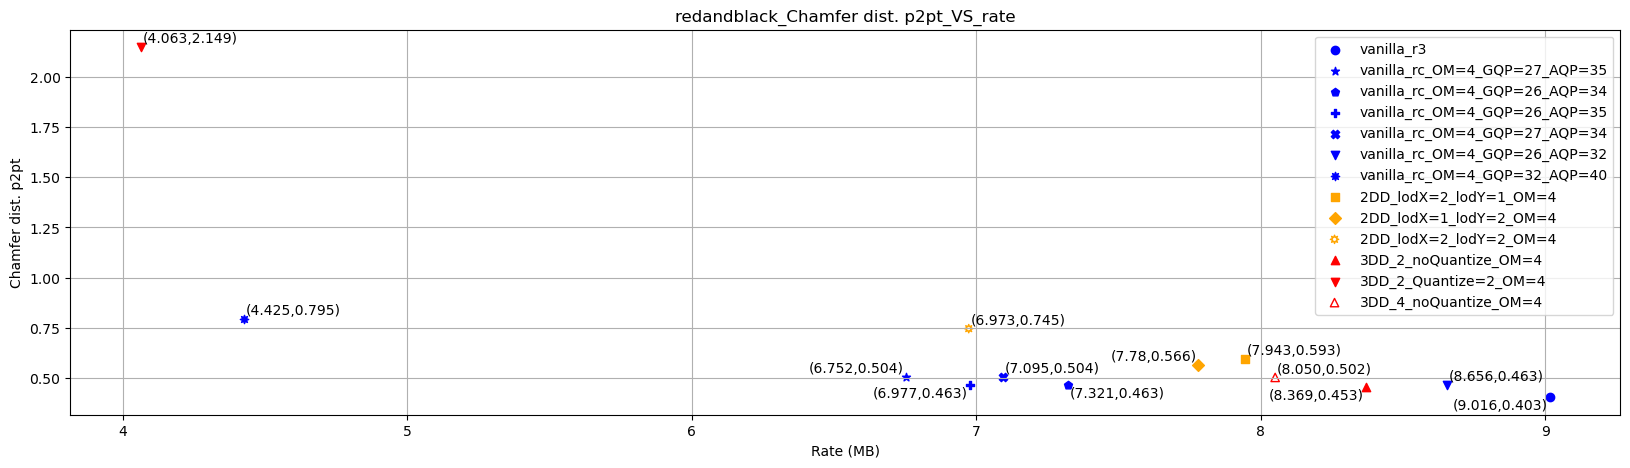 redandblack_Chamfer dist. p2pt_VS_rate
Chamfer dist. p2pt
2.00
1.75
1.50
1.25
1.00
0.75
0.50
(4.063,2.149)
(4.425,0.795)
(6.973,0.745)
(6.752,0.504)
(7.095,0.504)
(6.977,0.463)
(7.321,0.463)
(7.78,0.566)
(7.943,0.593)
(8.050,0.502)
(8.369,0.453)
(8.656,0.463)
(9.016,0.403)
vanilla_r3
vanilla_rc_OM=4_GQP=27_AQP=35
vanilla_rc_OM=4_GQP=26_AQP=34
vanilla_rc_OM=4_GQP=26_AQP=35
vanilla_rc_OM=4_GQP=27_AQP=34
vanilla_rc_OM=4_GQP=26_AQP=32
vanilla_rc_OM=4_GQP=32_AQP=40
2DD_lodX=2_lodY=1_OM=4
2DD_lodX=1_lodY=2_OM=4
2DD_lodX=2_lodY=2_OM=4
3DD_2_noQuantize_OM=4
3DD_2_Quantize=2_OM=4
3DD_4_noQuantize_OM=4
4 5 6 7 8 9
Rate (MB)